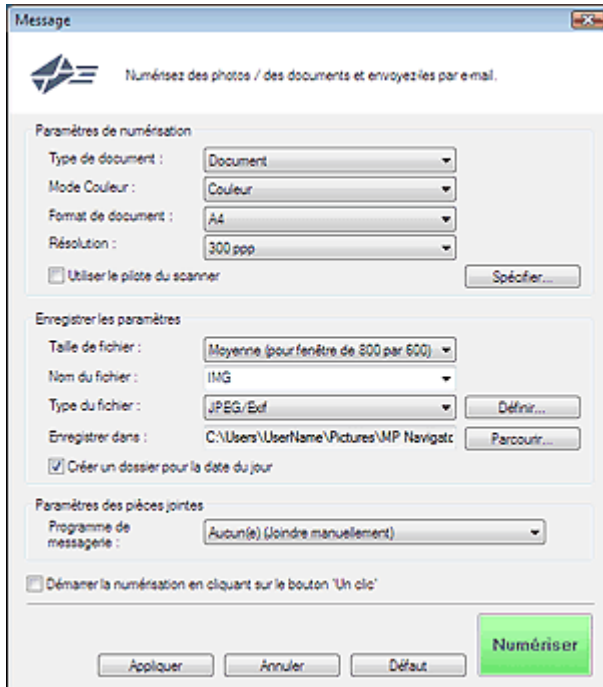 Message
Numérisez des photos / des documents et envoyez-les par e-mail.
Paramètres de numérisation
Type de document : Document
Mode Couleur : Couleur
Format de document : A4
Résolution : 300 ppp
Utiliser le pilote du scanner Spécifier...
Enregistrer les paramètres
Taille de fichier : Moyenne (pour fenêtre de 800 par 600)
Nom du fichier : IMG
Type du fichier : JPEG/Exif Définir...
Enregistrer dans : C:\Users\UserName\Pictures\MP Navigato Parcourir...
Créer un dossier pour la date du jour
Paramètres des pièces jointes
Programme de
messagerie : Aucun(e) (Joindre manuellement)
Démarrer la numérisation en cliquant sur le bouton 'Un clic'
Numériser
Appliquer Annuler Défaut